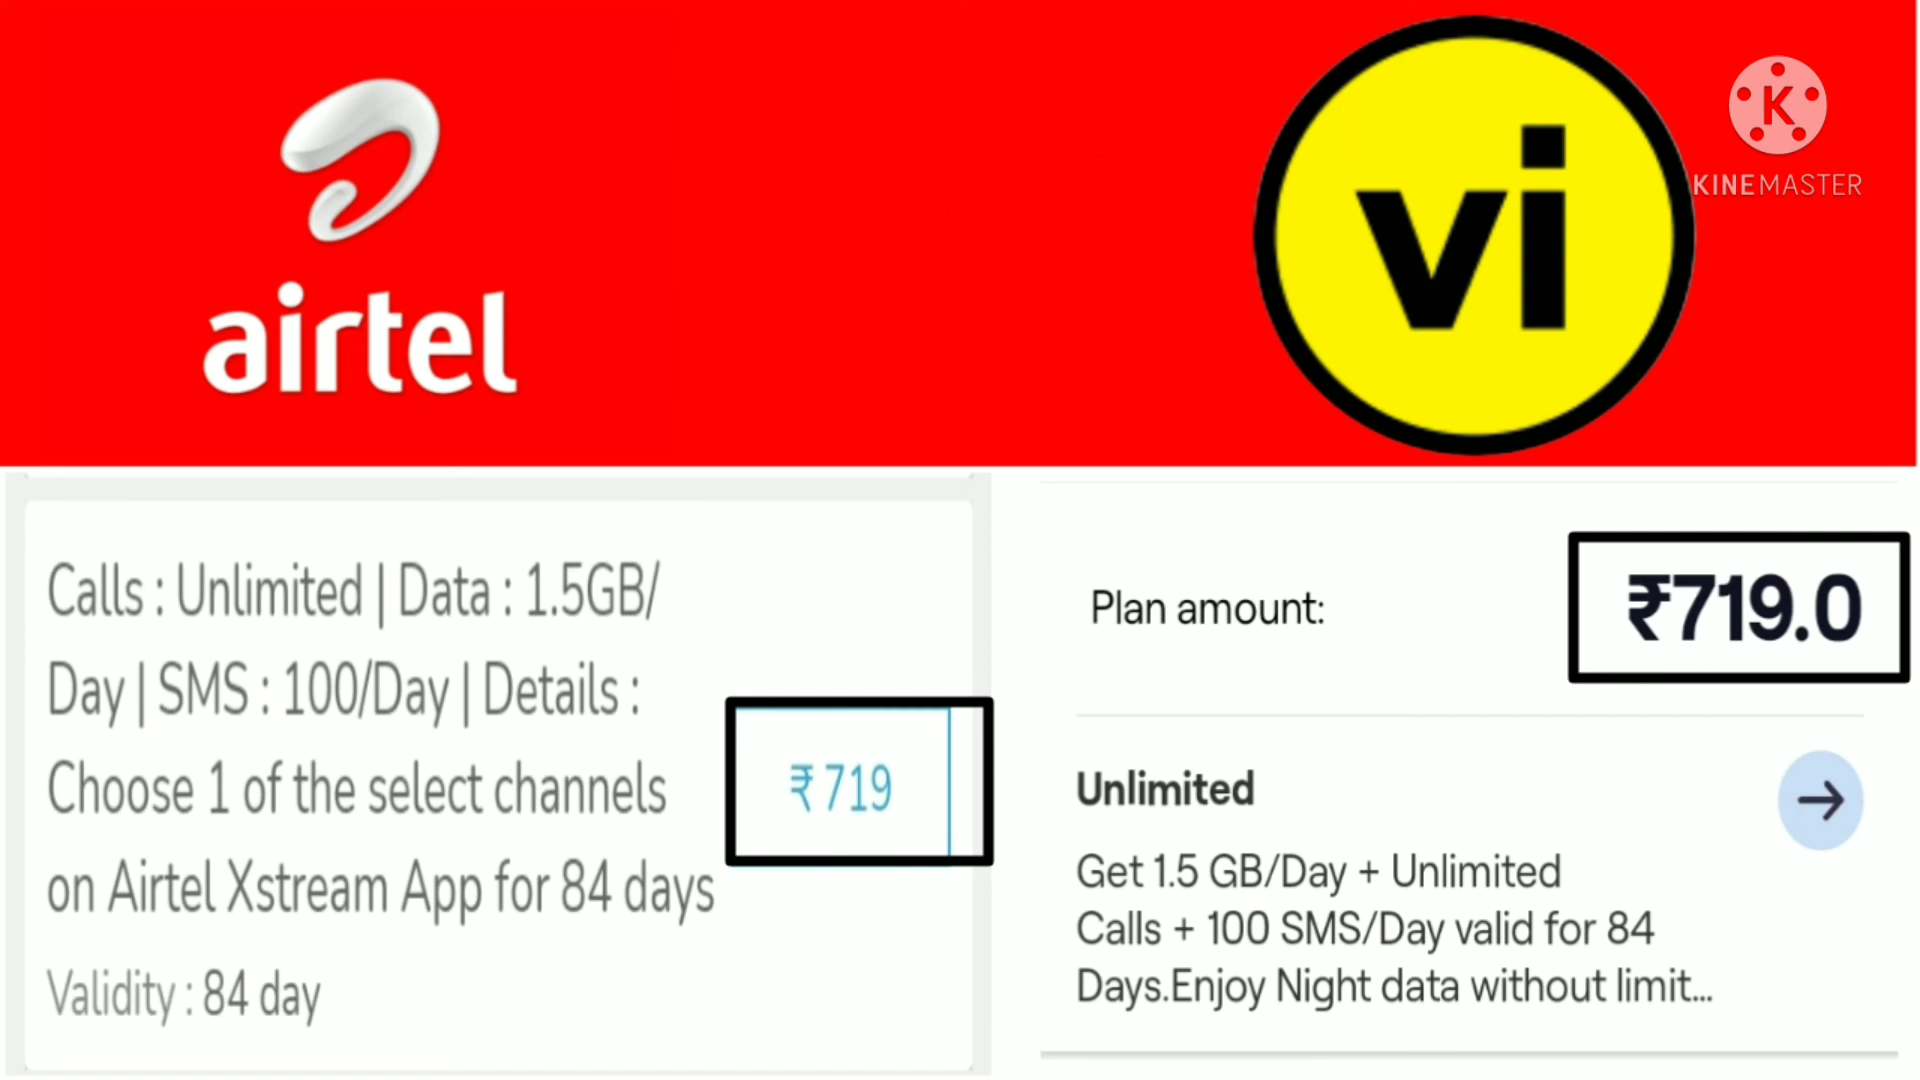 airtel
vi
K
KINEMASTER
Calls : Unlimited | Data : 1.5GB/
Day | SMS : 100/Day | Details :
Choose 1 of the select channels
on Airtel Xstream App for 84 days
Validity : 84 day
₹ 719
Plan amount:
₹719.0
Unlimited
Get 1.5 GB/Day + Unlimited
Calls + 100 SMS/Day valid for 84
Days.Enjoy Night data without limit...